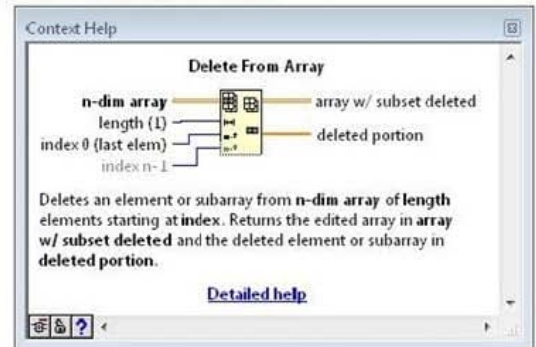 Context Help
Delete From Array
n-dim array
array w/ subset deleted
length (1)
deleted portion
index 0 (last elem)
index n-1
Deletes an element or subarray from n-dim array of length
elements starting at index. Returns the edited array in array
w/ subset deleted and the deleted element or subarray in
deleted portion.
Detailed help
?